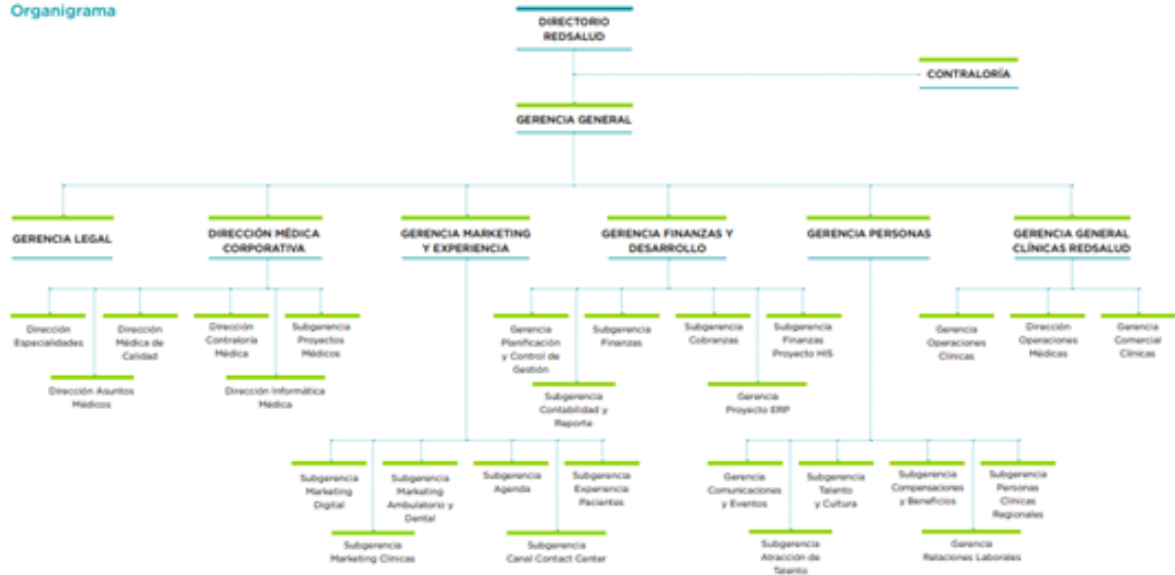 Organigrama
DIRECTORIO
REDSALUD
CONTRALORÍA
GERENCIA GENERAL
GERENCIA LEGAL
DIRECCIÓN MÉDICA
CORPORATIVA
GERENCIA MARKETING
Y EXPERIENCIA
GERENCIA FINANZAS Y
DESARROLLO
GERENCIA PERSONAS
GERENCIA GENERAL
CLÍNICAS REDSALUD
Dirección
Especialidades
Dirección
Médica de
Calidad
Dirección
Contraloría
Médica
Subgerencia
Proyectos
Médicos
Dirección Asuntos
Médicos
Dirección Informática
Médica
Gerencia
Planificación
y Control de
Gestión
Subgerencia
Finanzas
Subgerencia
Cobranzas
Subgerencia
Finanzas
Proyecto HIS
Subgerencia
Contabilidad y
Reporte
Gerencia
Proyecto ERP
Gerencia
Operaciones
Clínicas
Dirección
Operaciones
Médicas
Gerencia
Comercial
Clínicas
Subgerencia
Marketing
Digital
Subgerencia
Marketing
Ambulatorio y
Dental
Subgerencia
Agenda
Subgerencia
Experiencia
Pacientes
Subgerencia
Marketing Clínicas
Subgerencia
Canal Contact Center
Gerencia
Comunicaciones
y Eventos
Subgerencia
Talento
y Cultura
Subgerencia
Compensaciones
y Beneficios
Subgerencia
Personas
Clínicas
Regionales
Subgerencia
Atracción de
Talento
Gerencia
Relaciones Laborales